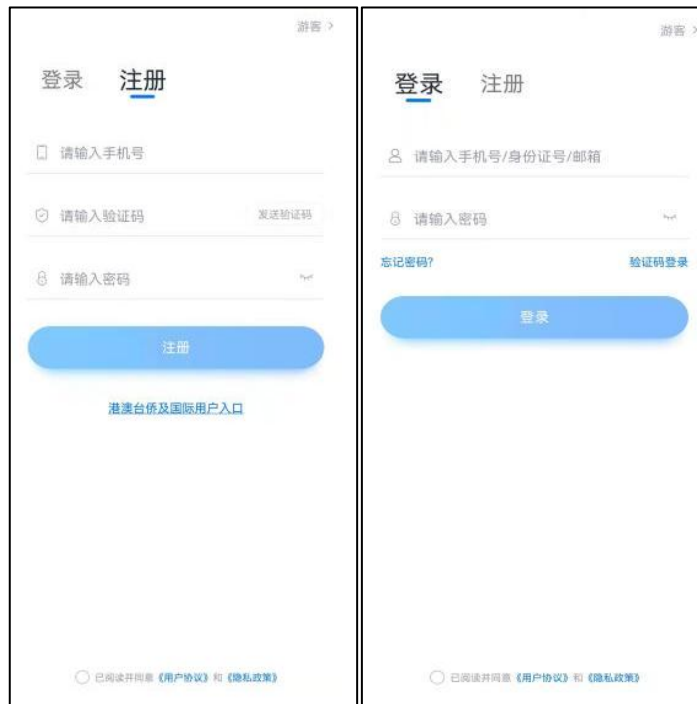 游客 >
登录 注册
请输入手机号
请输入验证码 发送验证码
请输入密码
注册
港澳台侨及国际用户入口
已阅读并同意《用户协议》和《隐私政策》
游客 >
登录 注册
请输入手机号/身份证号/邮箱
请输入密码
忘记密码? 验证码登录
登录
已阅读并同意《用户协议》和《隐私政策》